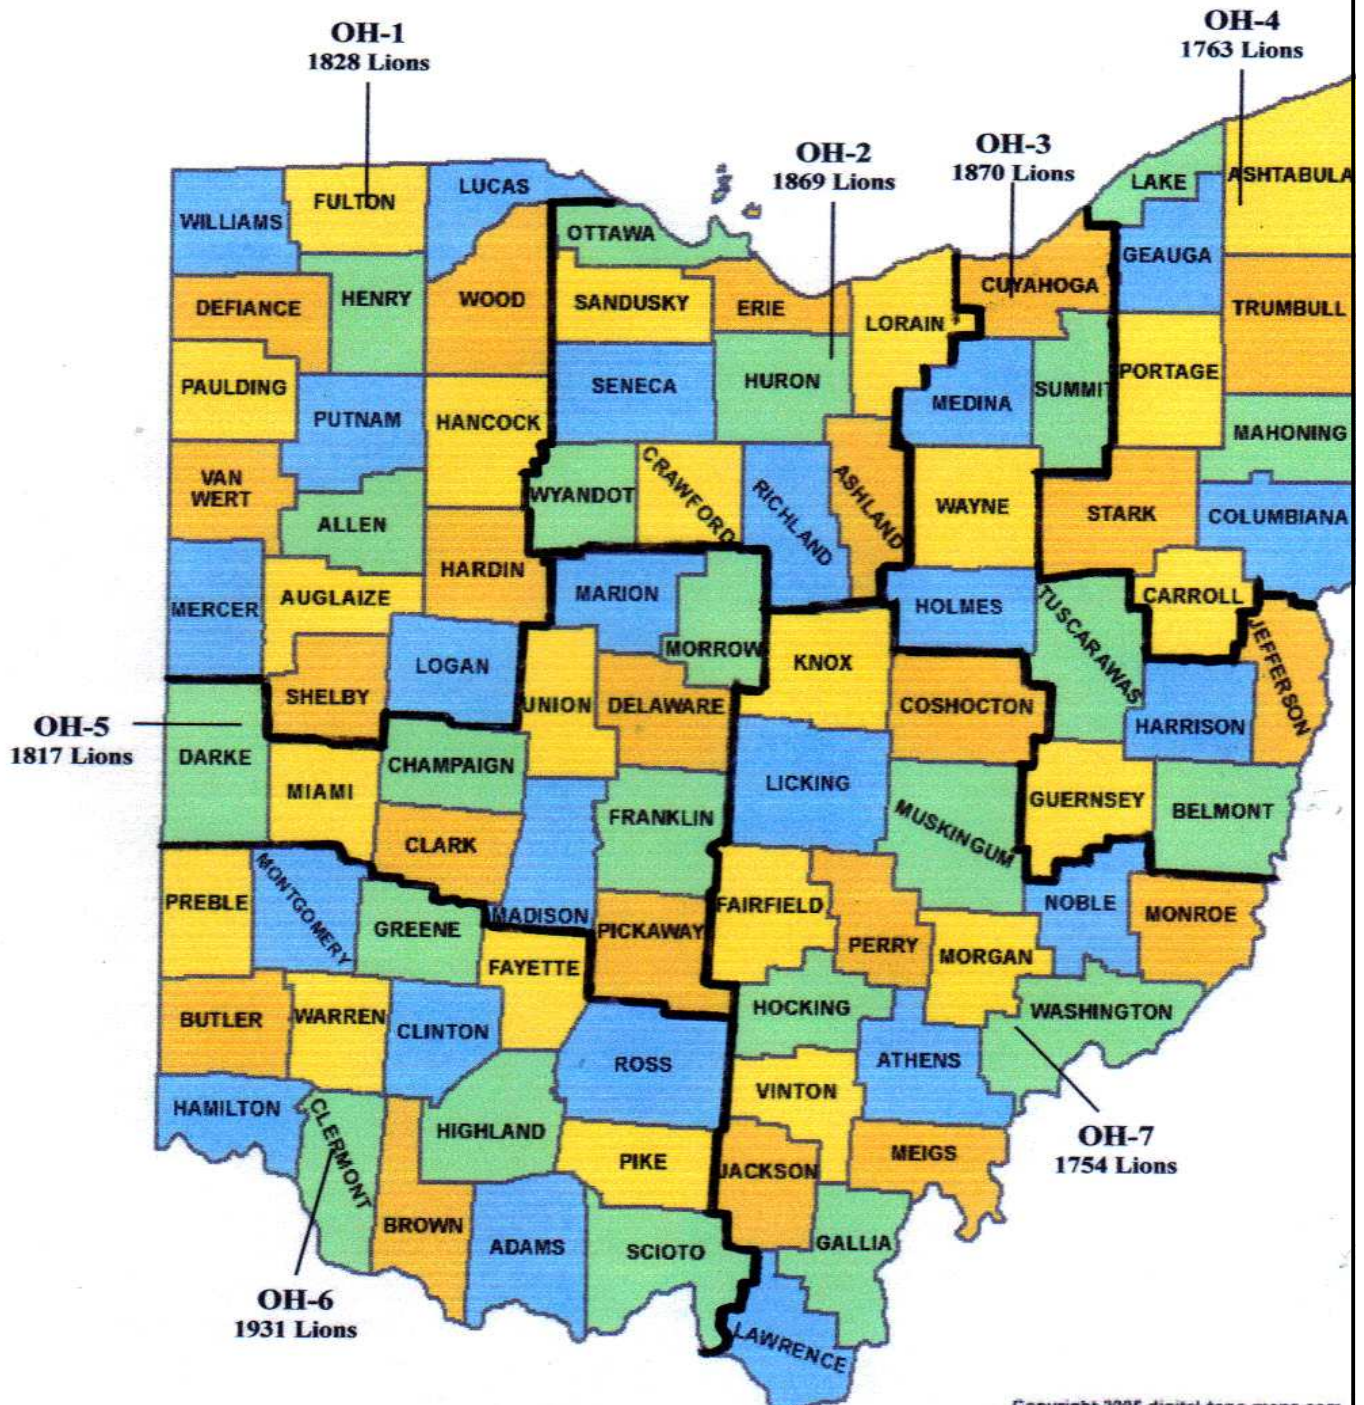 OH-1
1828 Lions
OH-4
1763 Lions
OH-2
1869 Lions
OH-3
1870 Lions
LAKE
ASHTABULA
WILLIAMS
FULTON
LUCAS
OTTAWA
GEAUGA
DEFIANCE
HENRY
WOOD
SANDUSKY
ERIE
LORAIN
CUYAHOGA
TRUMBULL
PAULDING
PUTNAM
HANCOCK
SENECA
HURON
MEDINA
SUMMIT
PORTAGE
MAHONING
VAN
WERT
ALLEN
WYANDOT
CRAWFORD
RICHLAND
ASHLAND
WAYNE
STARK
COLUMBIANA
MERCER
AUGLAIZE
HARDIN
MARION
MORROW
HOLMES
TUSCARAWAS
CARROLL
JEFFERSON
SHELBY
LOGAN
UNION
DELAWARE
KNOX
COSHOCTON
HARRISON
OH-5
1817 Lions
DARKE
MIAMI
CHAMPAIGN
CLARK
FRANKLIN
LICKING
MUSKINGUM
GUERNSEY
BELMONT
PREBLE
MONTGOMERY
GREENE
MADISON
PICKAWAY
FAIRFIELD
PERRY
MORGAN
NOBLE
MONROE
FAYETTE
BUTLER
WARREN
CLINTON
ROSS
HOCKING
ATHENS
WASHINGTON
HAMILTON
CLERMONT
HIGHLAND
PIKE
VINTON
JACKSON
MEIGS
OH-7
1754 Lions
BROWN
ADAMS
SCIOTO
GALLIA
LAWRENCE
OH-6
1931 Lions